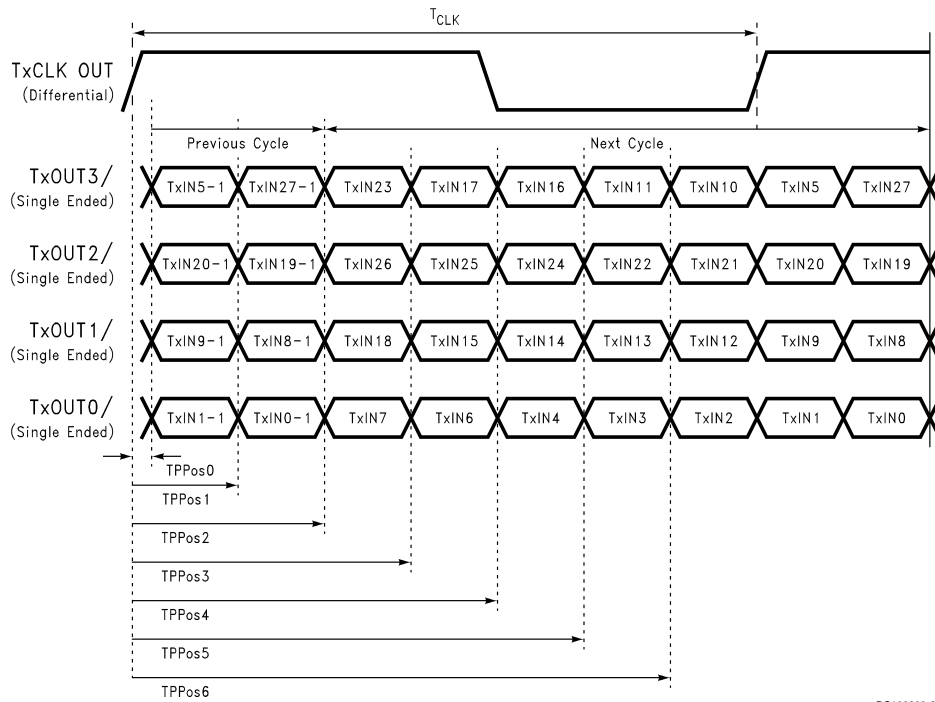 TCLK
TxCLK OUT
(Differential)
Previous Cycle Next Cycle
TxOUT3/
(Single Ended)
TxIN5-1 TxIN27-1 TxIN23 TxIN17 TxIN16 TxIN11 TxIN10 TxIN5 TxIN27
TxOUT2/
(Single Ended)
TxIN20-1 TxIN19-1 TxIN26 TxIN25 TxIN24 TxIN22 TxIN21 TxIN20 TxIN19
TxOUT1/
(Single Ended)
TxIN9-1 TxIN8-1 TxIN18 TxIN15 TxIN14 TxIN13 TxIN12 TxIN9 TxIN8
TxOUT0/
(Single Ended)
TxIN1-1 TxIN0-1 TxIN7 TxIN6 TxIN4 TxIN3 TxIN2 TxIN1 TxIN0
TPPos0
TPPos1
TPPos2
TPPos3
TPPos4
TPPos5
TPPos6